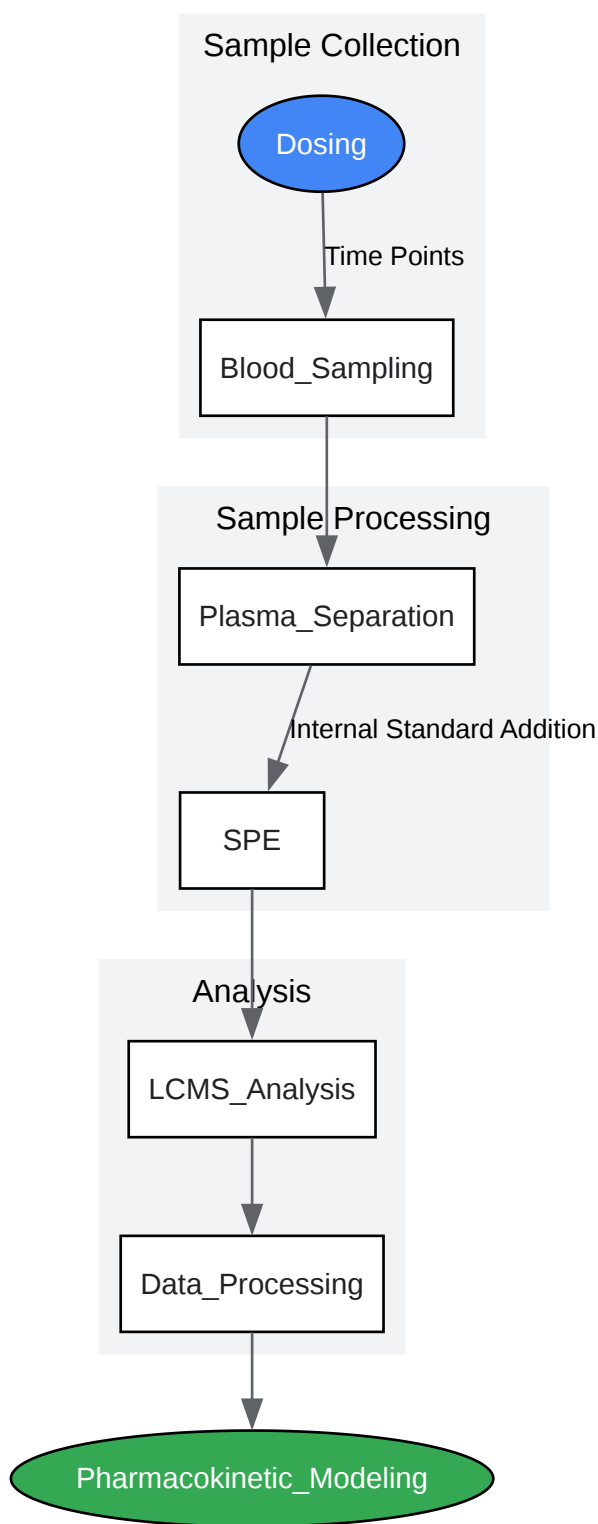 Sample Collection
Dosing
Time Points
Blood_Sampling
Sample Processing
Plasma_Separation
Internal Standard Addition
SPE
Analysis
LCMS_Analysis
Data_Processing
Pharmacokinetic_Modeling